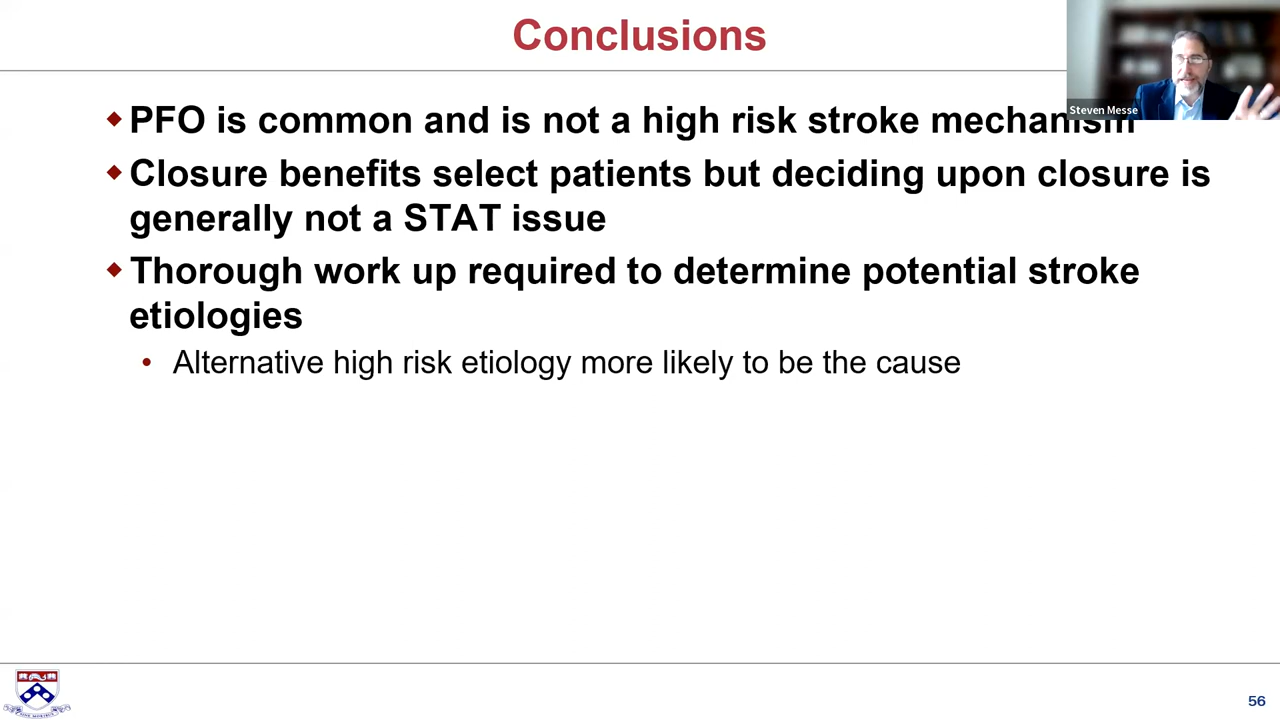 Conclusions
Steven Messe
PFO is common and is not a high risk stroke mechanism
Closure benefits select patients but deciding upon closure is
generally not a STAT issue
Thorough work up required to determine potential stroke
etiologies
Alternative high risk etiology more likely to be the cause
56